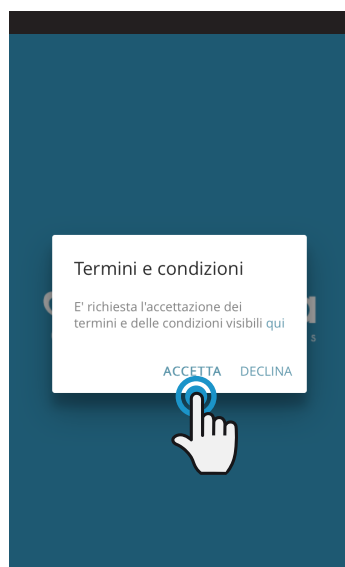 Termini e condizioni
E' richiesta l'accettazione dei
termini e delle condizioni visibili qui
ACCETTA DECLINA